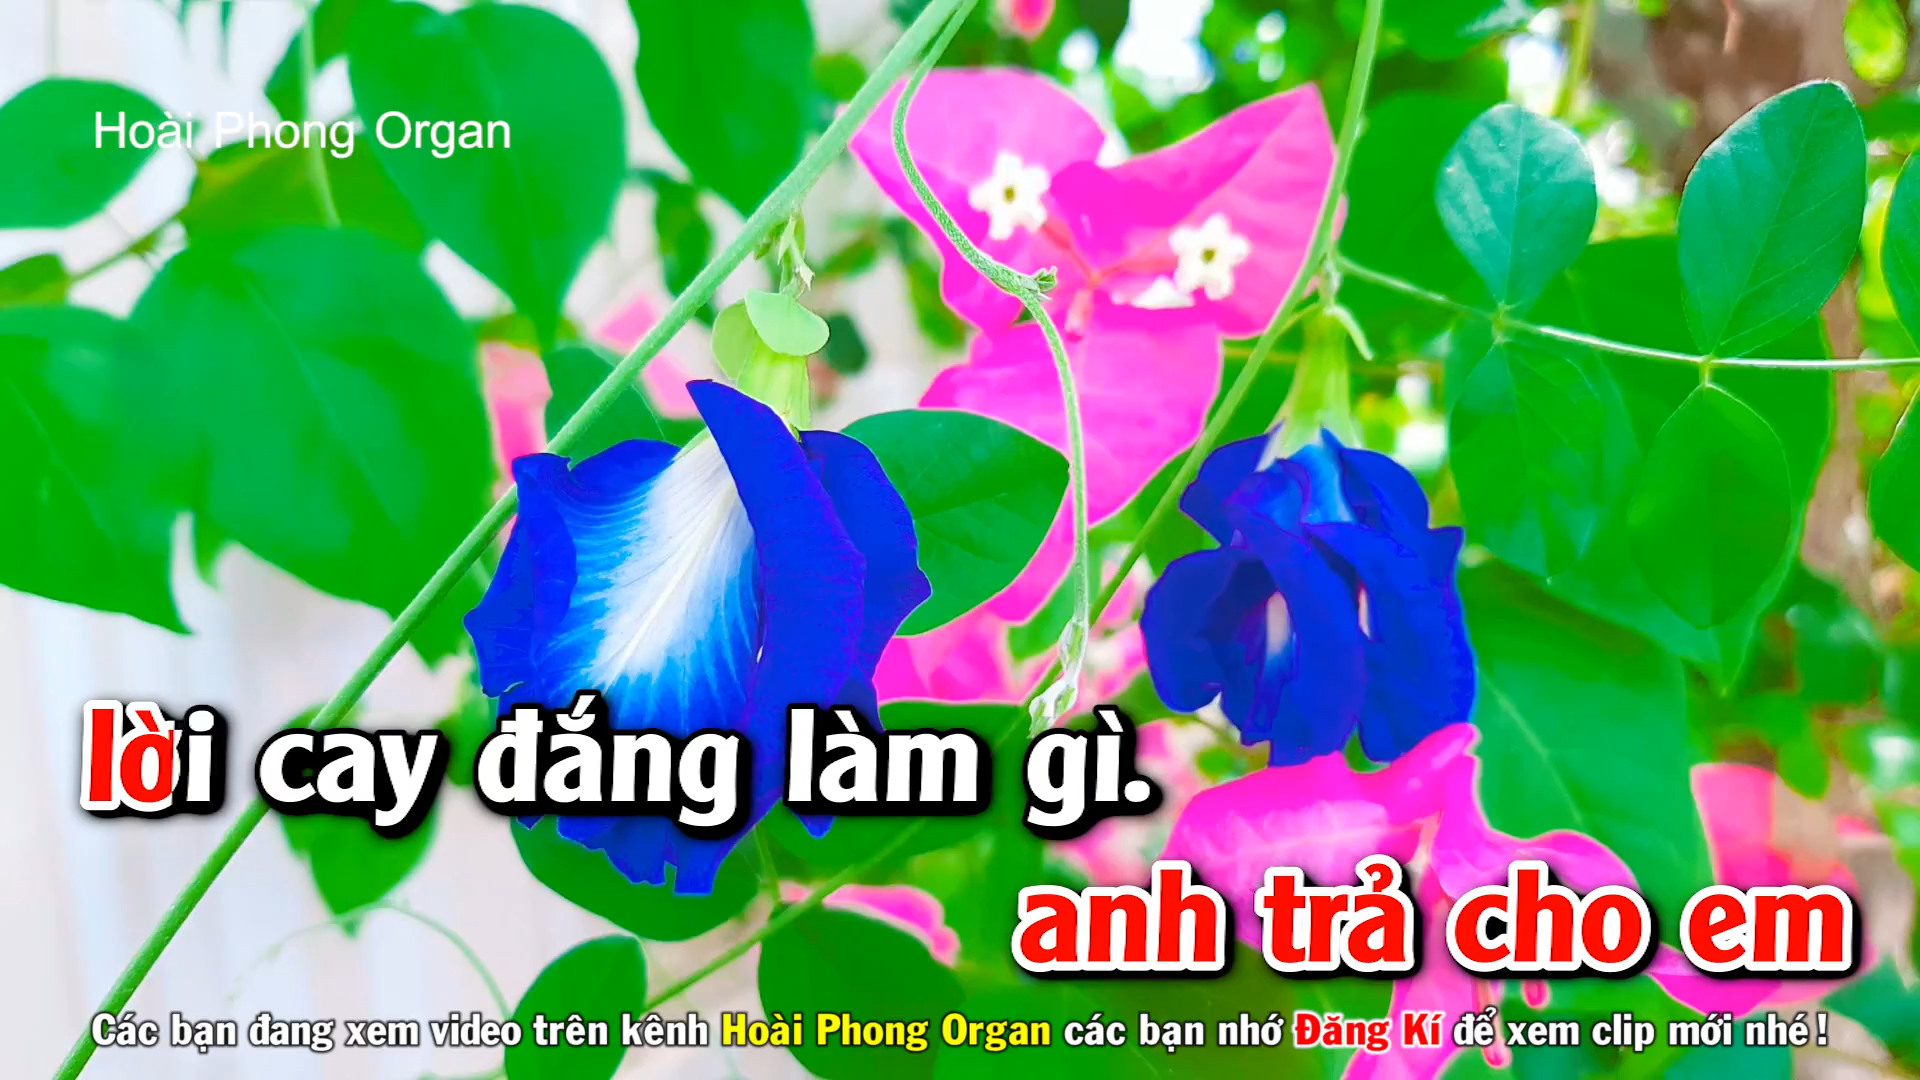 Hoài Phong Organ
lời cay đắng làm gì.
anh trả cho em
Các bạn đang xem video trên kênh Hoài Phong Organ các bạn nhớ Đăng Kí để xem clip mới nhé !